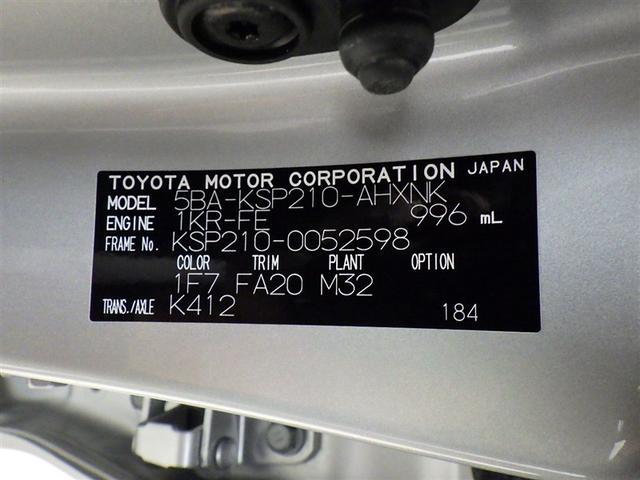 TOYOTA MOTOR CORPORATION JAPAN
MODEL 5BA-KSP210-AHXNK
ENGINE 1KR-FE 996 mL
FRAME No. KSP210-0052598
COLOR TRIM PLANT OPTION
1F7 FA20 M32
TRANS./AXLE K412 184